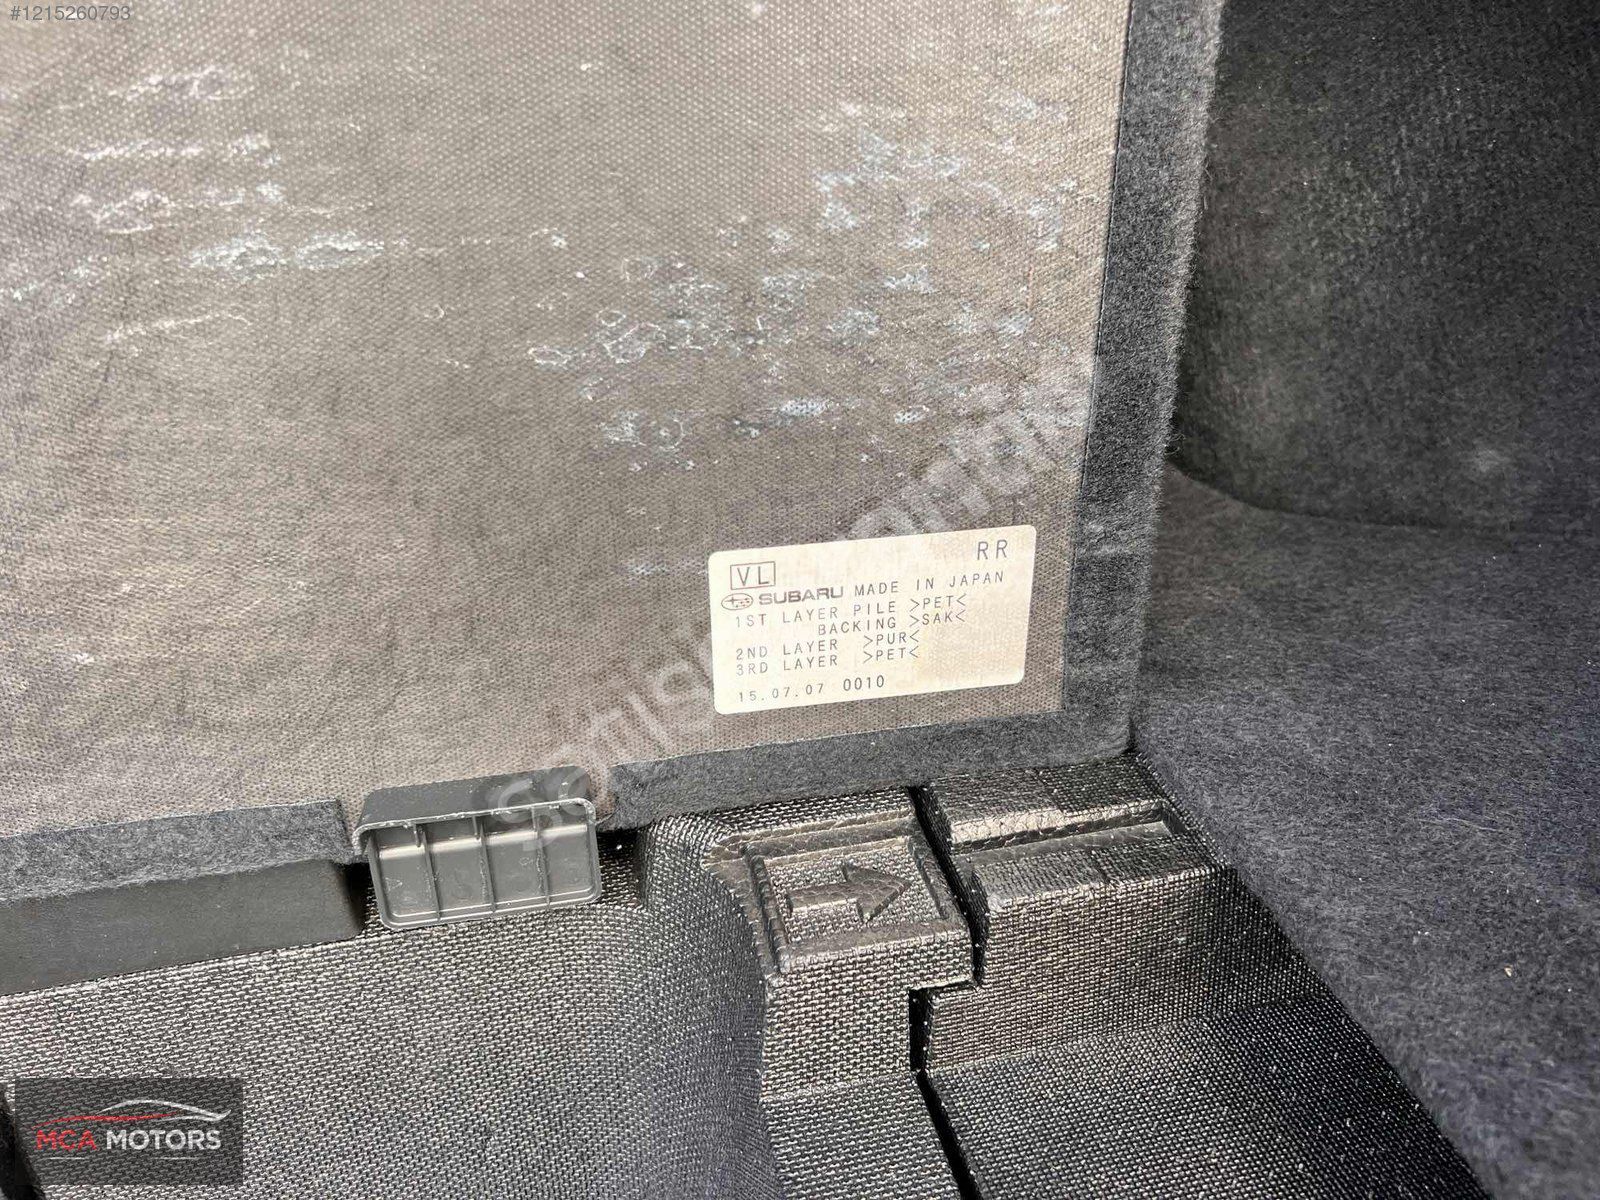 #1215260793
RR
VL
SUBARU MADE IN JAPAN
1ST LAYER PILE >PET<
BACKING >SAK<
2ND LAYER >PUR<
3RD LAYER >PET<
15.07.07 0010
MCA MOTORS